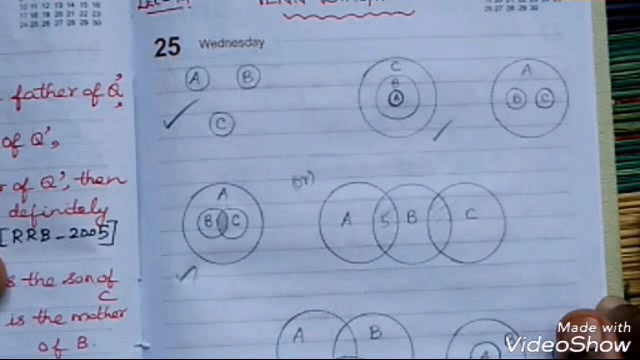 25 Wednesday
A B
C
C
B
A
A
B C
father of Q',
of Q',
of Q', then
definitely
[RRB-2005]
is the son of
C
is the mother
of B.
A
B C
(or)
A B C
A B
Made with
VideoShow